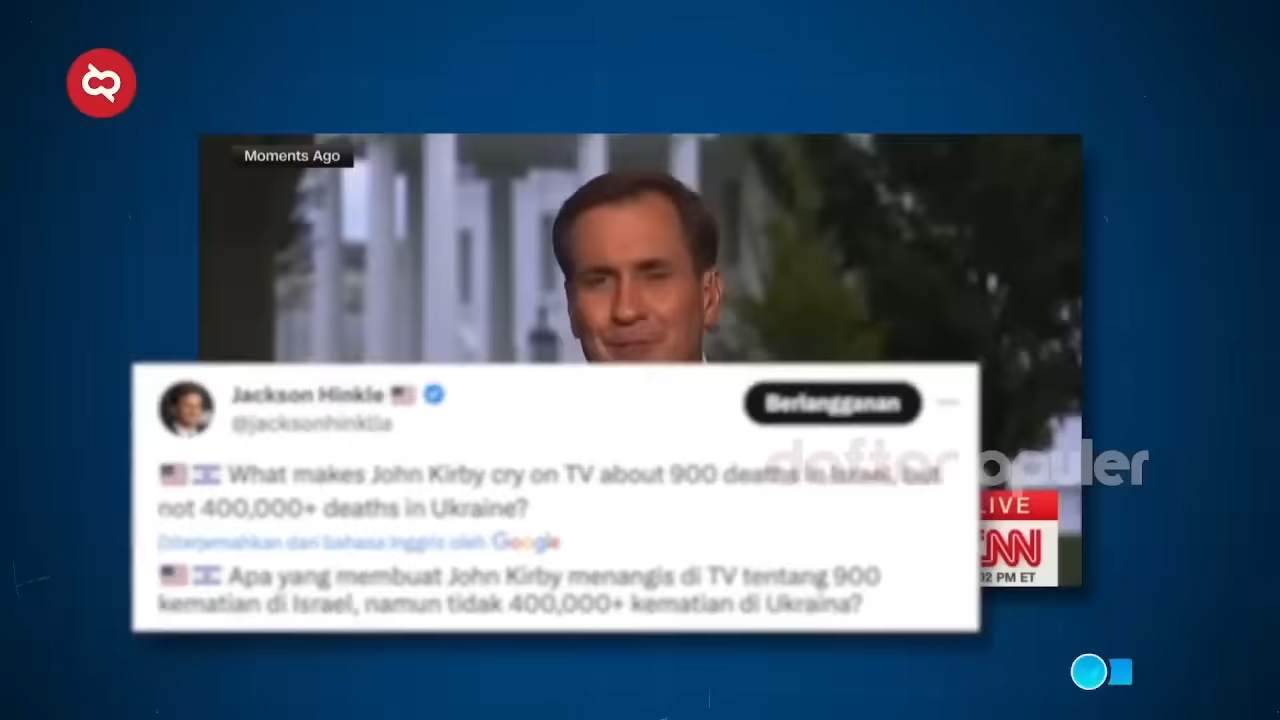 Moments Ago
Jackson Hinkle
@jacksonhinklla
Berlangganan
What makes John Kirby cry on TV about 900 deaths in Israel, but
not 400,000+ deaths in Ukraine?
Diterjemahkan dari bahasa Inggris oleh Google
Apa yang membuat John Kirby menangis di TV tentang 900
kematian di Israel, namun tidak 400,000+ kematian di Ukraina?
LIVE
CNN
02 PM ET